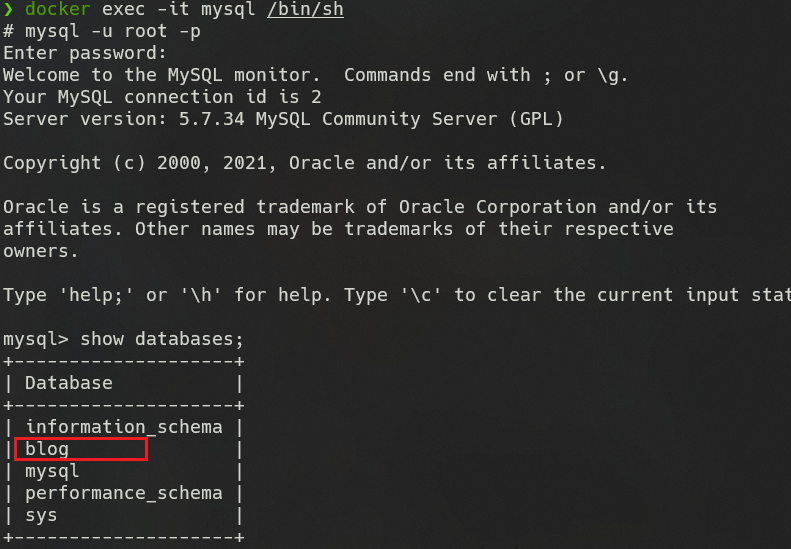 ❯ docker exec -it mysql /bin/sh
# mysql -u root -p
Enter password:
Welcome to the MySQL monitor.  Commands end with ; or \g.
Your MySQL connection id is 2
Server version: 5.7.34 MySQL Community Server (GPL)

Copyright (c) 2000, 2021, Oracle and/or its affiliates.

Oracle is a registered trademark of Oracle Corporation and/or its
affiliates. Other names may be trademarks of their respective
owners.

Type 'help;' or '\h' for help. Type '\c' to clear the current input stat

mysql> show databases;
+--------------------+
| Database           |
+--------------------+
| information_schema |
| blog               |
| mysql              |
| performance_schema |
| sys                |
+--------------------+